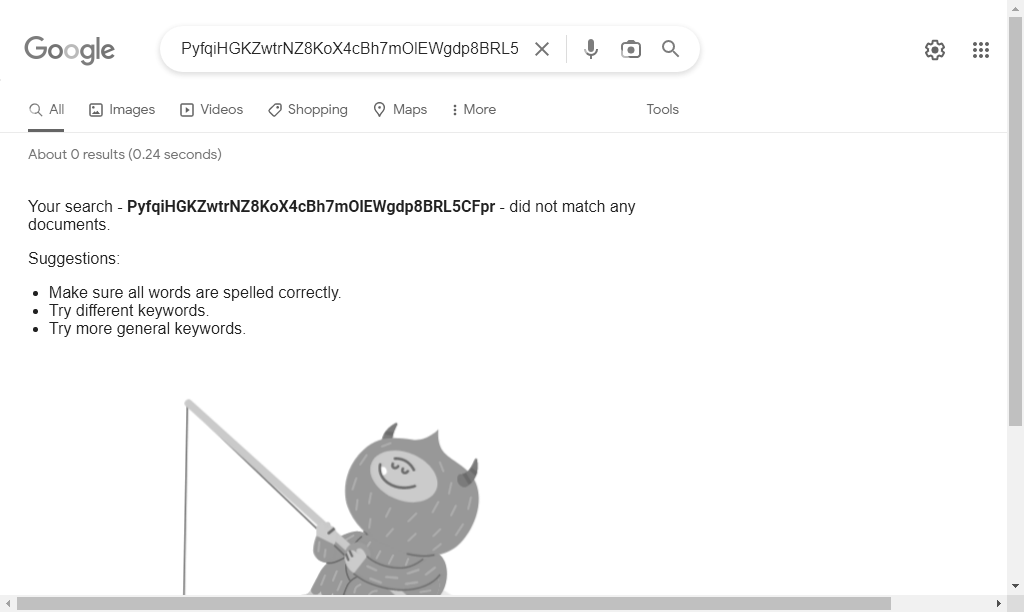 Google
PyfqiHGKZwtrNZ8KoX4cBh7mOlEWgdp8BRL5
All Images Videos Shopping Maps More Tools
About 0 results (0.24 seconds)
Your search - PyfqiHGKZwtrNZ8KoX4cBh7mOlEWgdp8BRL5CFpr - did not match any
documents.
Suggestions:
Make sure all words are spelled correctly.
Try different keywords.
Try more general keywords.